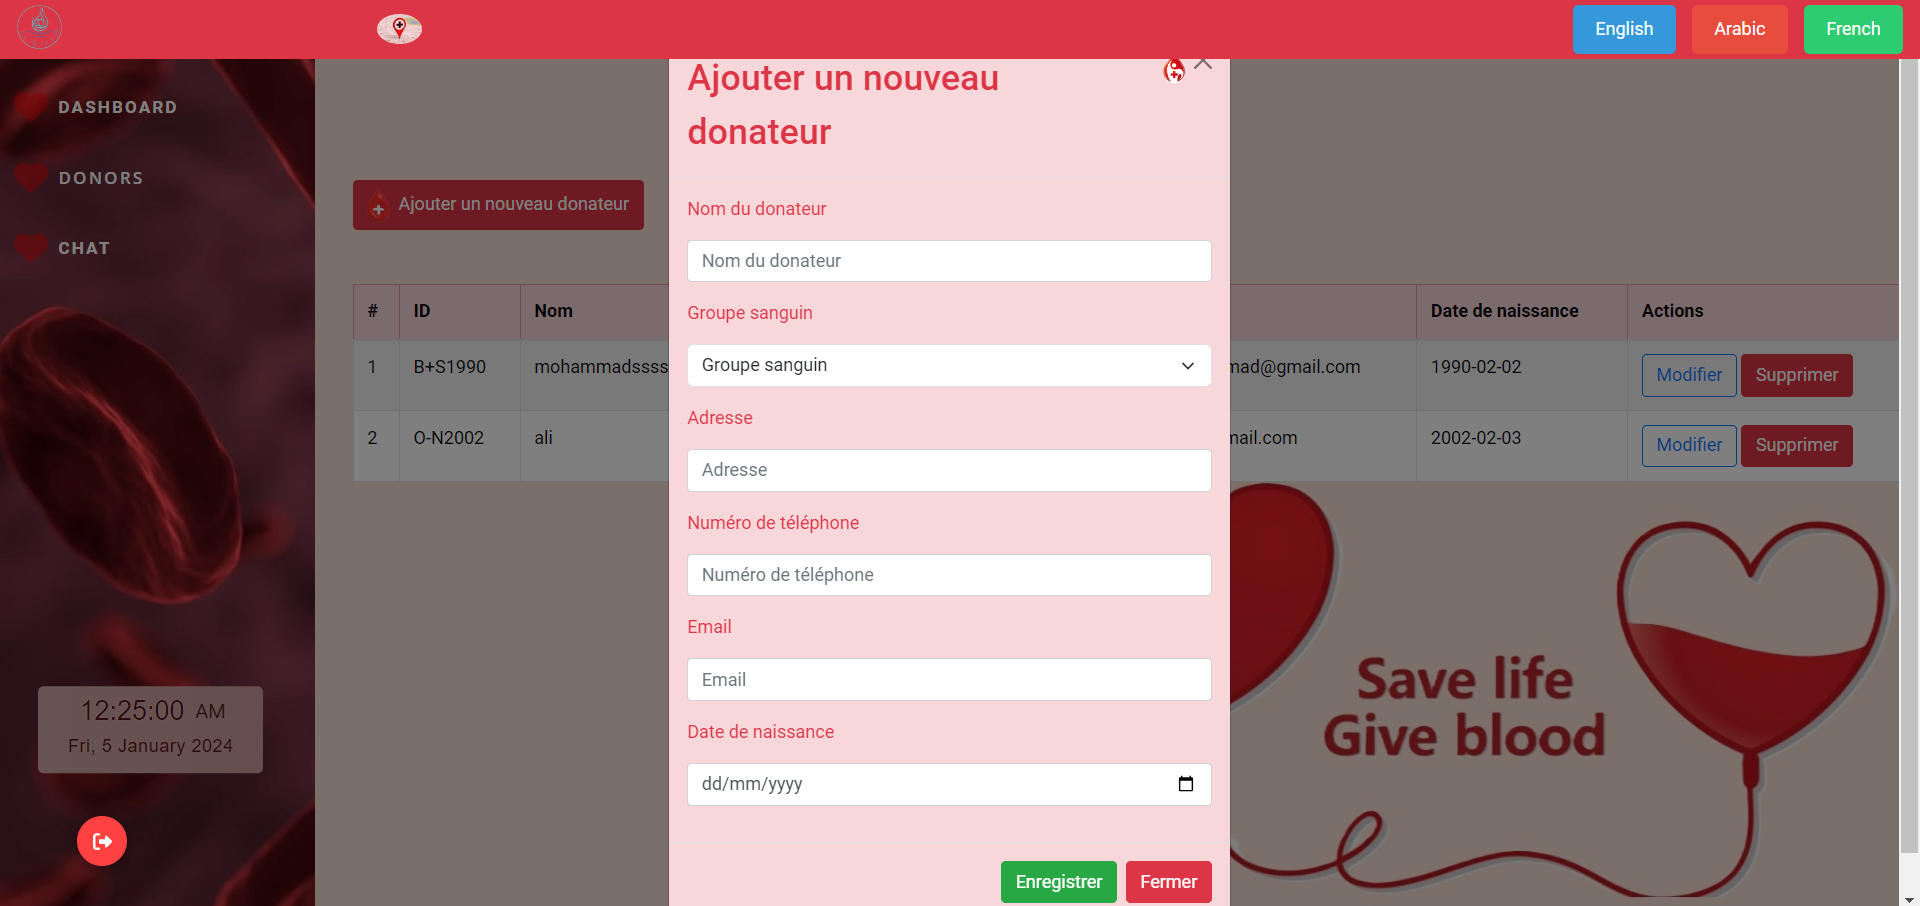 English
Arabic
French
DASHBOARD
DONORS
CHAT
12:25:00 AM
Fri, 5 January 2024
Ajouter un nouveau donateur
# ID Nom Date de naissance Actions
1 B+S1990 mohammadssss mad@gmail.com 1990-02-02 Modifier Supprimer
2 O-N2002 ali mail.com 2002-02-03 Modifier Supprimer
Ajouter un nouveau
donateur
Nom du donateur
Nom du donateur
Groupe sanguin
Groupe sanguin
Adresse
Adresse
Numéro de téléphone
Numéro de téléphone
Email
Email
Date de naissance
dd/mm/yyyy
Enregistrer
Fermer
Save life
Give blood